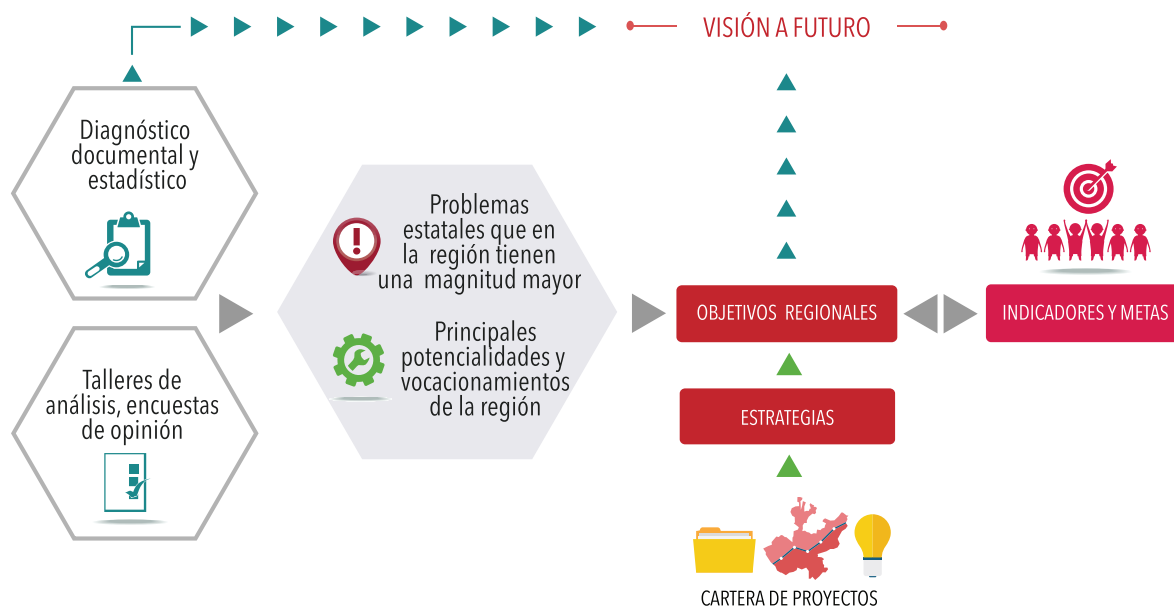 VISIÓN A FUTURO
Diagnóstico
documental y
estadístico
Talleres de
análisis, encuestas
de opinión
Problemas
estatales que en
la región tienen
una magnitud mayor
Principales
potencialidades y
vocacionamientos
de la región
OBJETIVOS REGIONALES
INDICADORES Y METAS
ESTRATEGIAS
CARTERA DE PROYECTOS